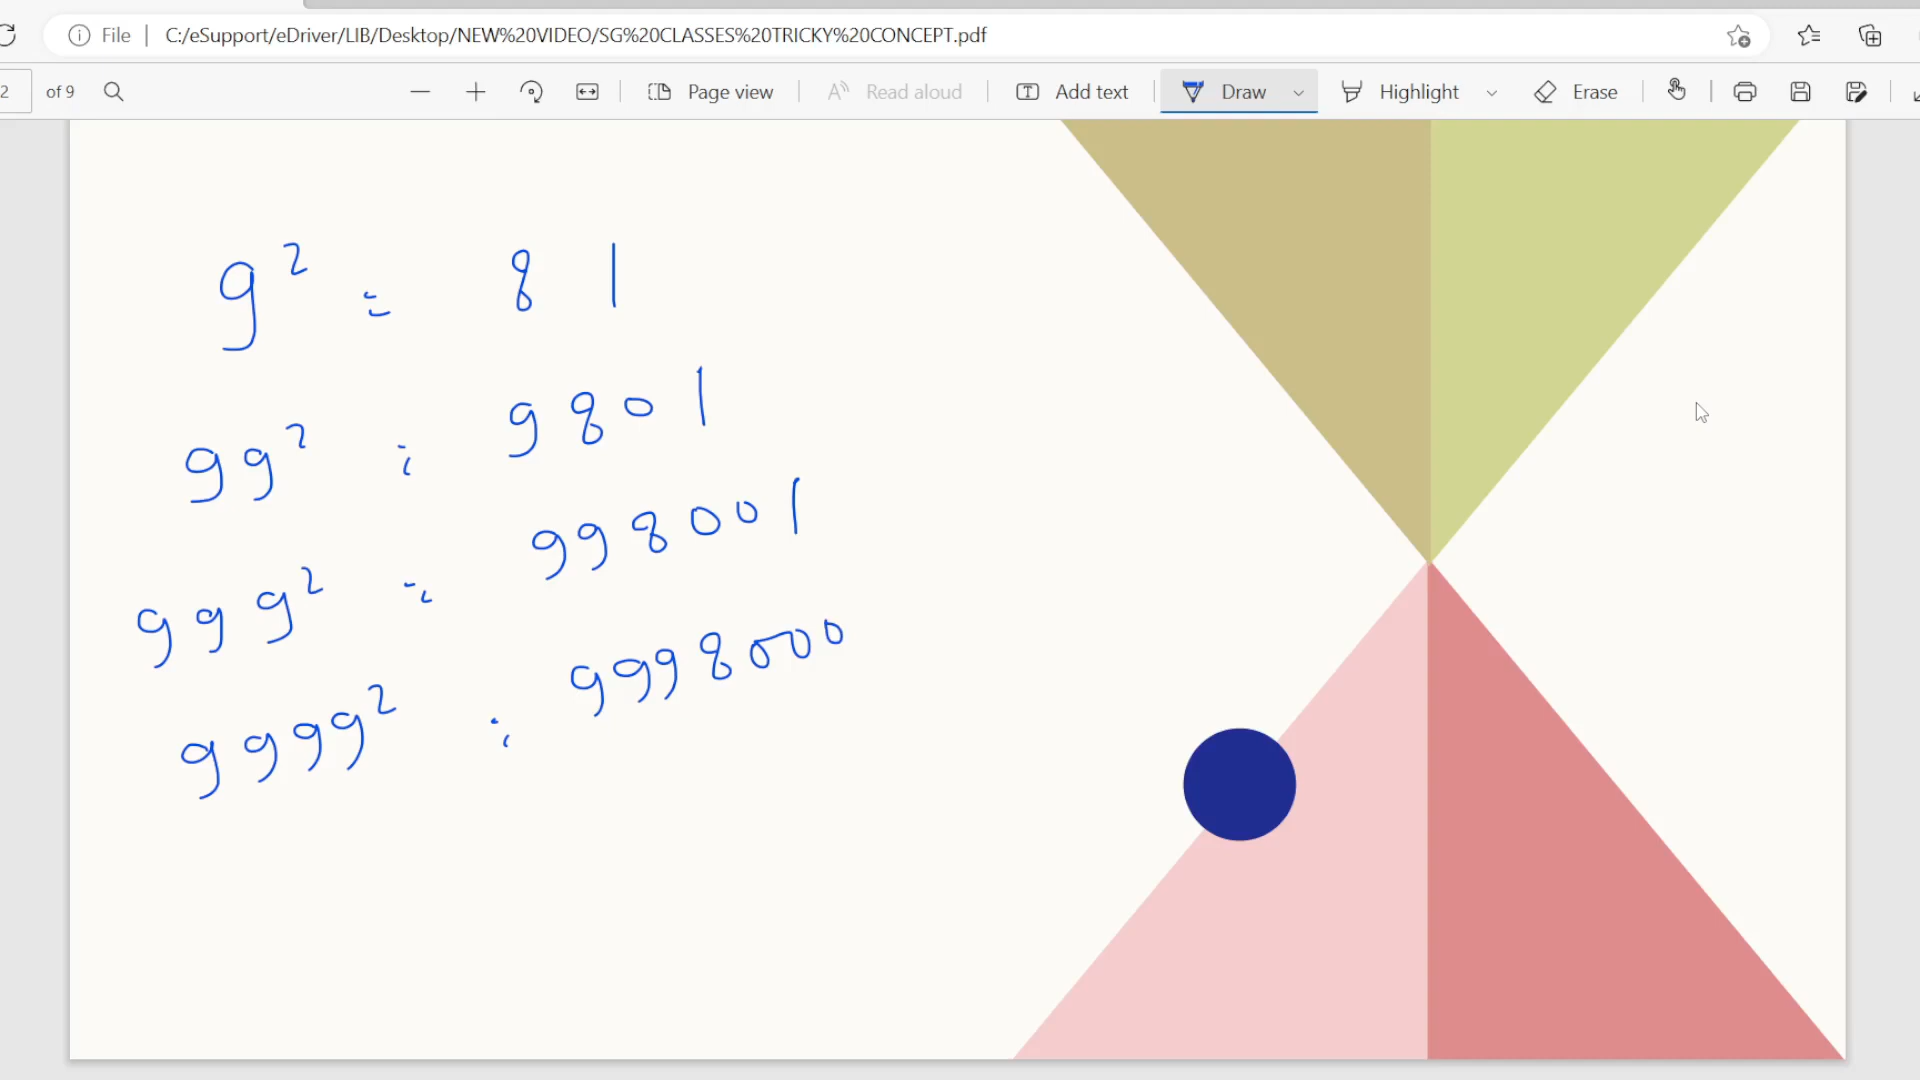 File C:/eSupport/eDriver/LIB/Desktop/NEW%20VIDEO/SG%20CLASSES%20TRICKY%20CONCEPT.pdf
2 of 9 Page view Read aloud Add text Draw Highlight Erase
9² = 81
99² = 9801
999² = 998001
9999² = 9998000